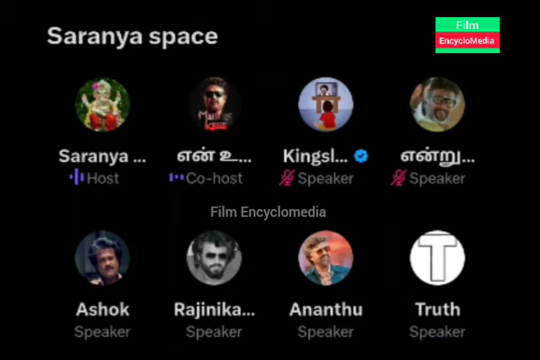 Saranya space
Film
EncycloMedia
Saranya ...
என் உ...
Kingsl...
என்று...
Host
Co-host
Speaker
Speaker
Film Encyclomedia
Ashok
Rajinika...
Ananthu
Truth
Speaker
Speaker
Speaker
Speaker